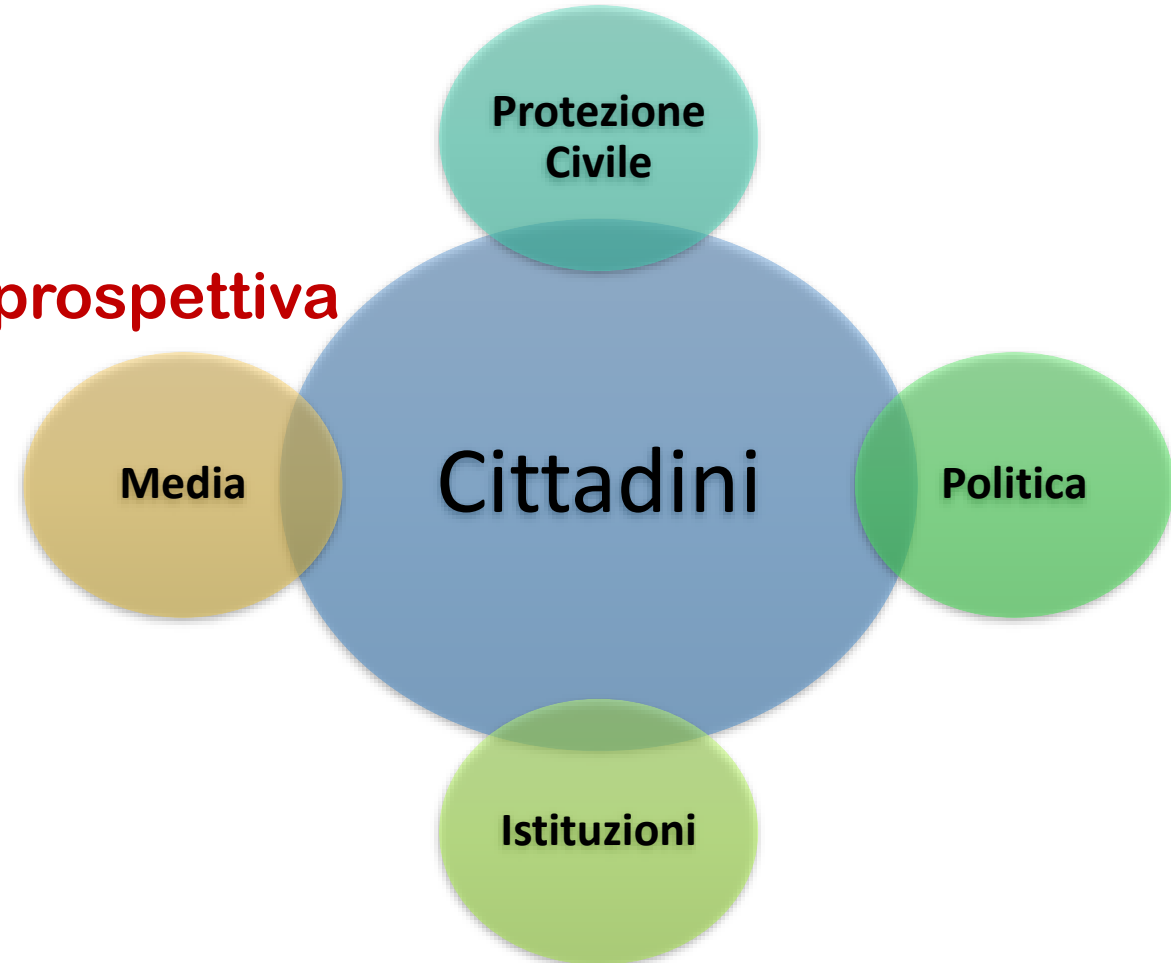 Protezione
Civile
prospettiva
Media
Cittadini
Politica
Istituzioni